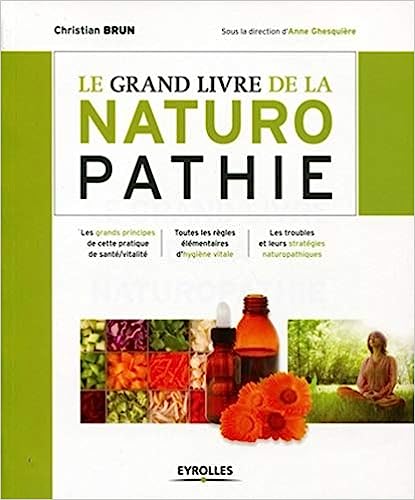 Christian BRUN
Sous la direction d'Anne Ghesquière
LE GRAND LIVRE DE LA
NATURO
PATHIE
Les grands principes
de cette pratique
de santé/vitalité
Toutes les règles
élémentaires
d'hygiène vitale
Les troubles
et leurs stratégies
naturopathiques
NATUROPATHIE
EYROLLES